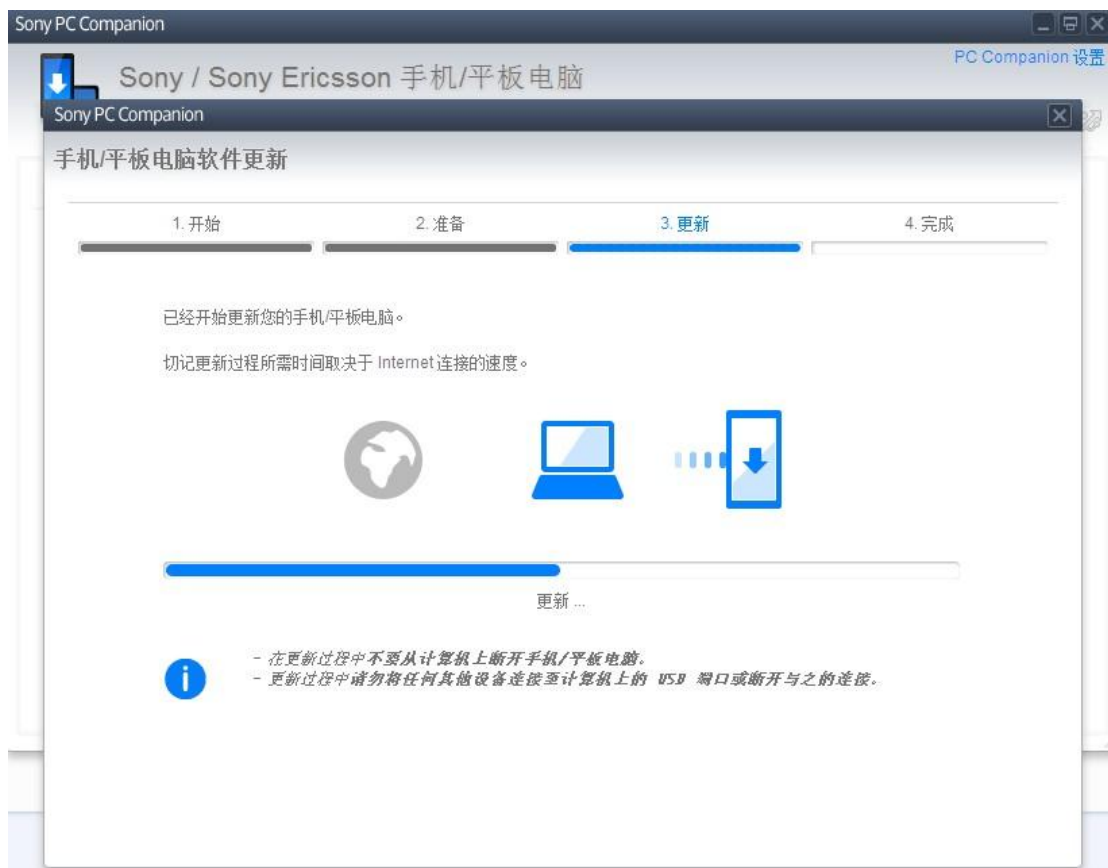 Sony PC Companion
PC Companion 设置
Sony / Sony Ericsson 手机/平板电脑
Sony PC Companion
手机/平板电脑软件更新
1. 开始
2. 准备
3. 更新
4. 完成
已经开始更新您的手机/平板电脑。
切记更新过程所需时间取决于 Internet 连接的速度。
更新 ...
- 在更新过程中不要从计算机上断开手机/平板电脑。
- 更新过程中请勿将任何其他设备连接至计算机上的 USB 端口或断开与之的连接。